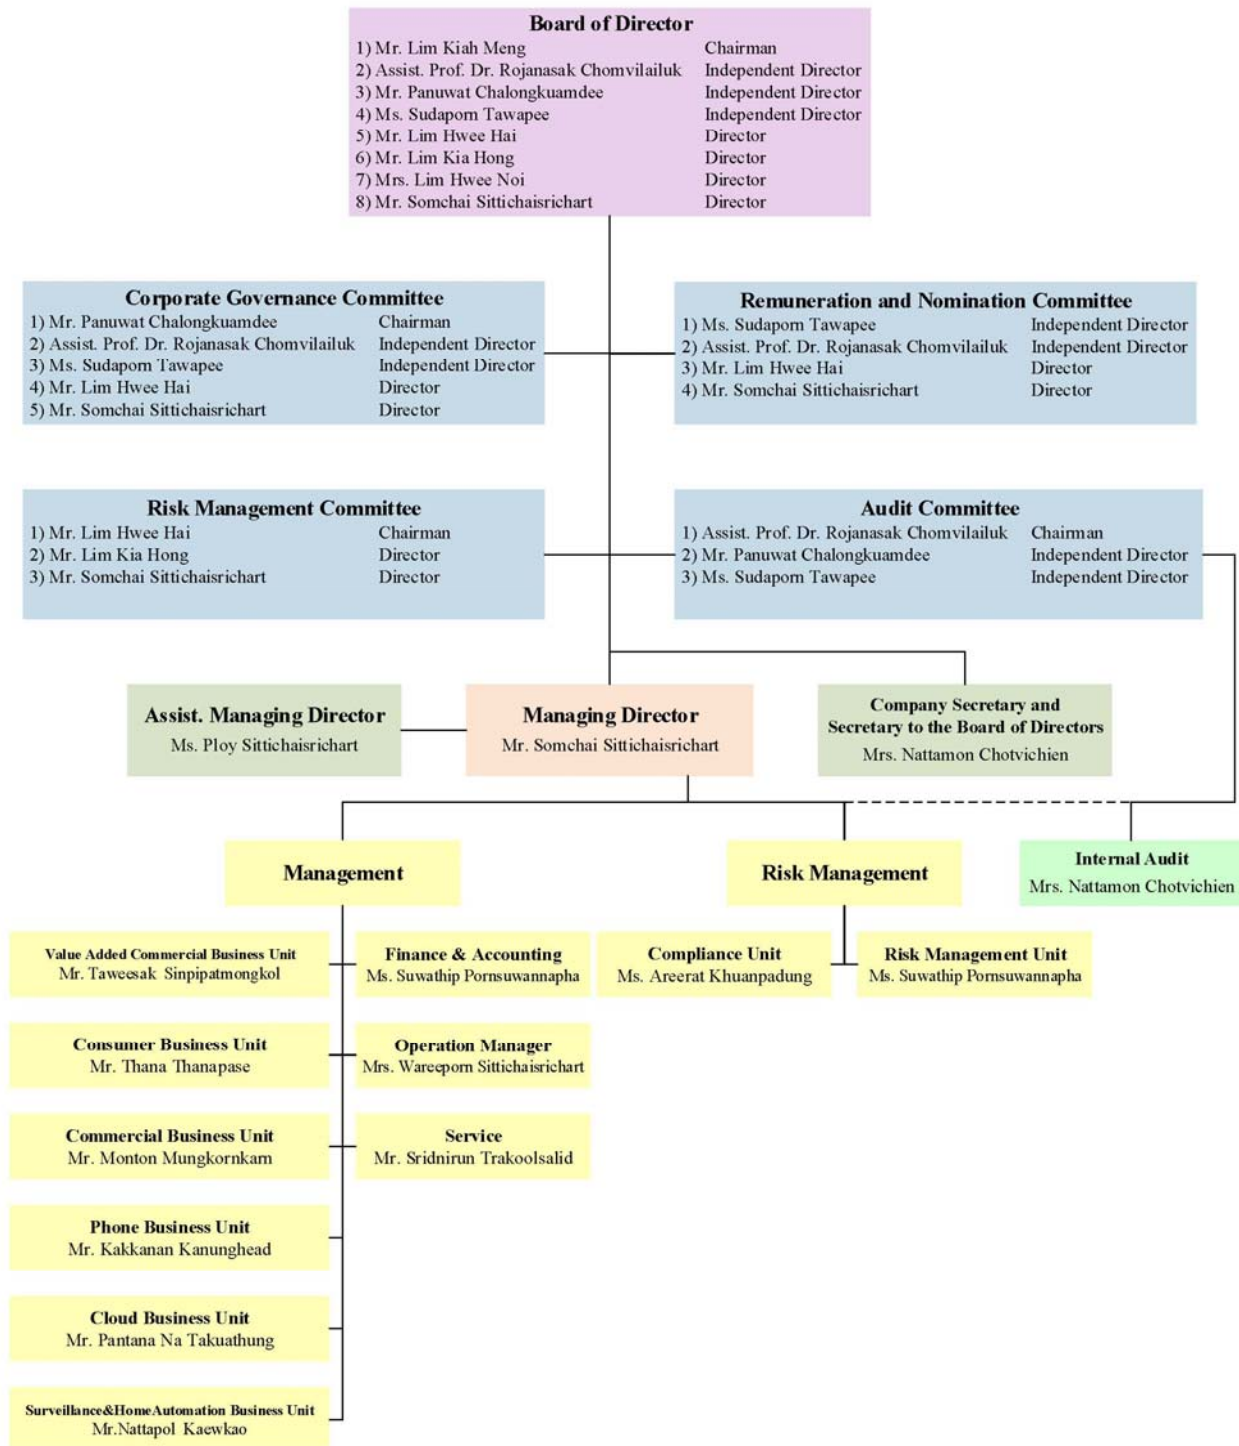 Board of Director
1) Mr. Lim Kiah Meng Chairman
2) Assist. Prof. Dr. Rojanasak Chomvilailuk Independent Director
3) Mr. Panuwat Chalongkuamdee Independent Director
4) Ms. Sudaporn Tawapee Independent Director
5) Mr. Lim Hwee Hai Director
6) Mr. Lim Kia Hong Director
7) Mrs. Lim Hwee Noi Director
8) Mr. Somchai Sittichaisrichart Director
Corporate Governance Committee
1) Mr. Panuwat Chalongkuamdee Chairman
2) Assist. Prof. Dr. Rojanasak Chomvilailuk Independent Director
3) Ms. Sudaporn Tawapee Independent Director
4) Mr. Lim Hwee Hai Director
5) Mr. Somchai Sittichaisrichart Director
Remuneration and Nomination Committee
1) Ms. Sudaporn Tawapee Independent Director
2) Assist. Prof. Dr. Rojanasak Chomvilailuk Independent Director
3) Mr. Lim Hwee Hai Director
4) Mr. Somchai Sittichaisrichart Director
Risk Management Committee
1) Mr. Lim Hwee Hai Chairman
2) Mr. Lim Kia Hong Director
3) Mr. Somchai Sittichaisrichart Director
Audit Committee
1) Assist. Prof. Dr. Rojanasak Chomvilailuk Chairman
2) Mr. Panuwat Chalongkuamdee Independent Director
3) Ms. Sudaporn Tawapee Independent Director
Assist. Managing Director
Ms. Ploy Sittichaisrichart
Managing Director
Mr. Somchai Sittichaisrichart
Company Secretary and
Secretary to the Board of Directors
Mrs. Nattamon Chotvichien
Management
Risk Management
Internal Audit
Mrs. Nattamon Chotvichien
Value Added Commercial Business Unit
Mr. Taweesak Sinpipatmongkol
Finance & Accounting
Ms. Suwathip Pornsuwannapha
Compliance Unit
Ms. Areerat Khuanpadung
Risk Management Unit
Ms. Suwathip Pornsuwannapha
Consumer Business Unit
Mr. Thana Thanapase
Operation Manager
Mrs. Wareeporn Sittichaisrichart
Commercial Business Unit
Mr. Monton Mungkornkarn
Service
Mr. Sridnirun Trakoolsalid
Phone Business Unit
Mr. Kakkanan Kanunghead
Cloud Business Unit
Mr. Pantana Na Takuathung
Surveillance&HomeAutomation Business Unit
Mr.Nattapol Kaewkao